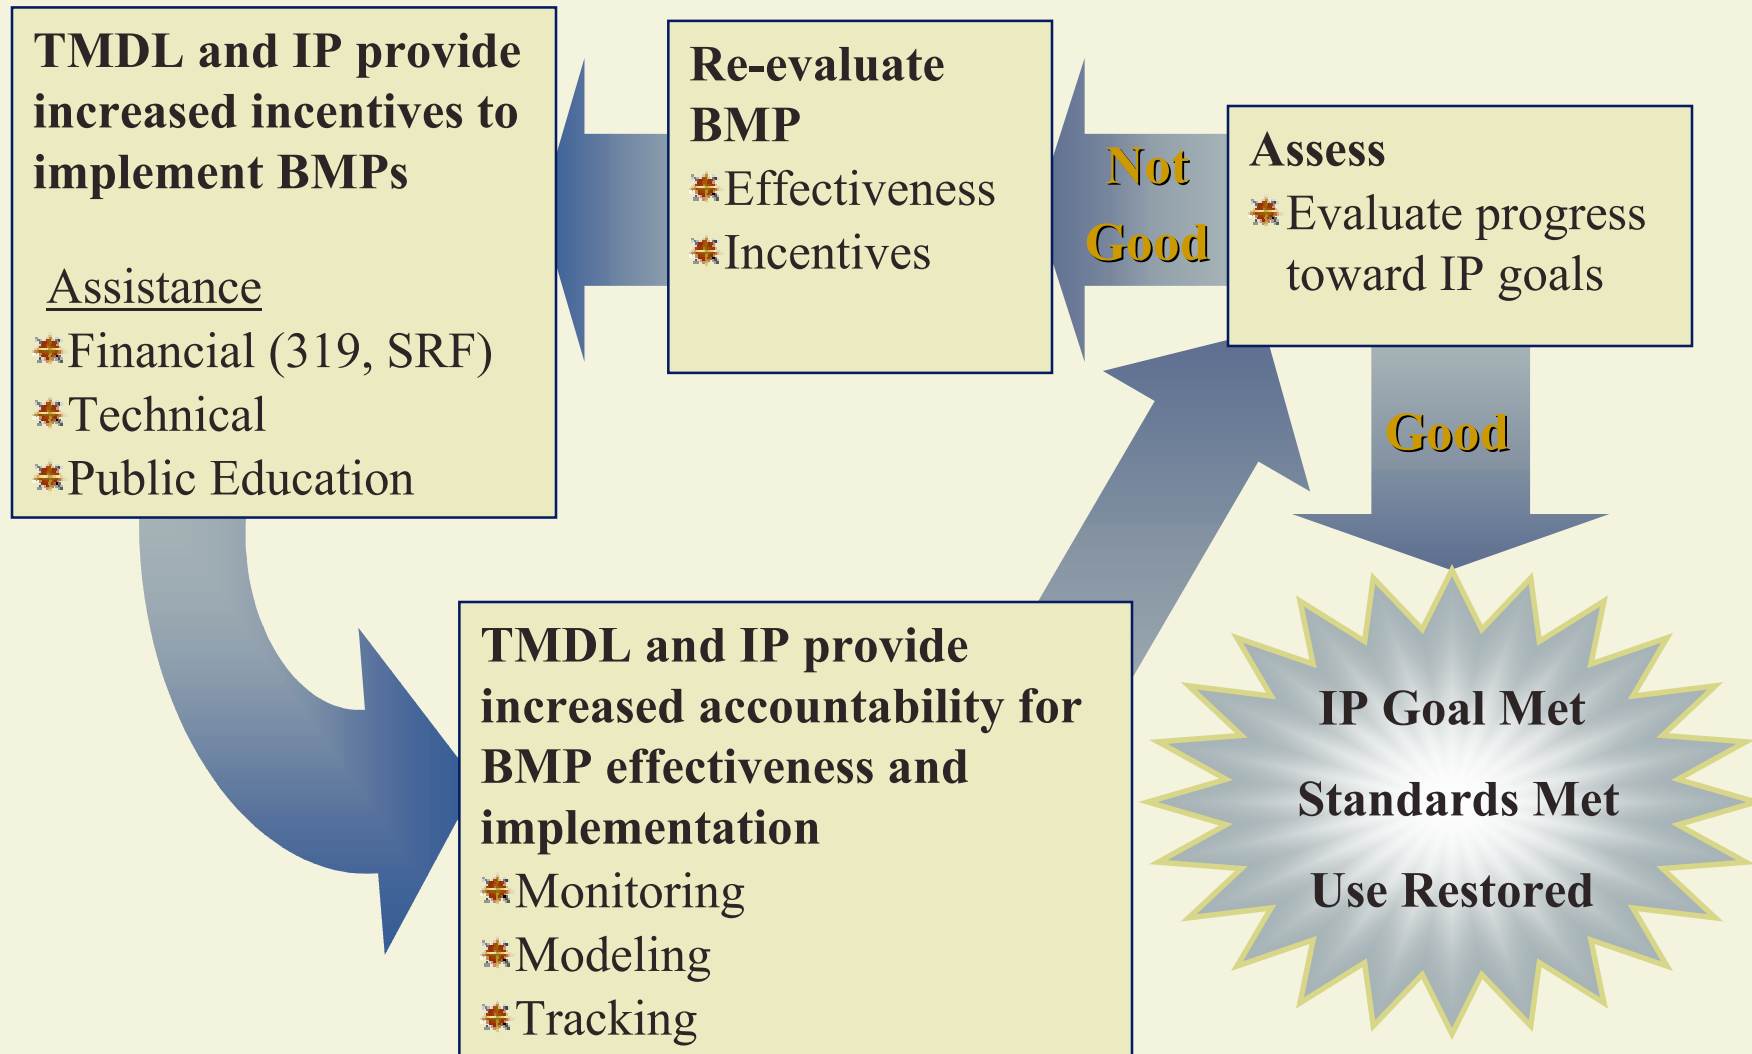 TMDL and IP provide
increased incentives to
implement BMPs
Assistance
Financial (319, SRF)
Technical
Public Education
Re-evaluate
BMP
Effectiveness
Incentives
Not
Good
Assess
Evaluate progress
toward IP goals
Good
TMDL and IP provide
increased accountability for
BMP effectiveness and
implementation
Monitoring
Modeling
Tracking
IP Goal Met
Standards Met
Use Restored